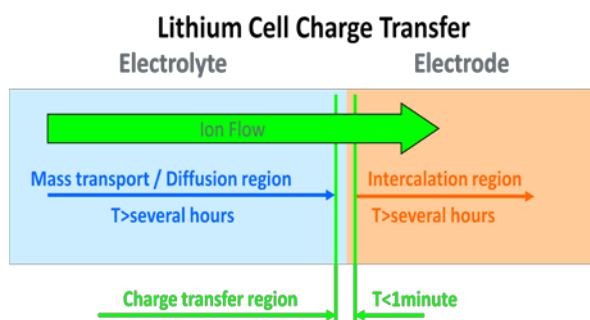 Lithium Cell Charge Transfer
Electrolyte
Electrode
Ion Flow
Mass transport / Diffusion region
Intercalation region
T>several hours
T>several hours
Charge transfer region
T<1minute